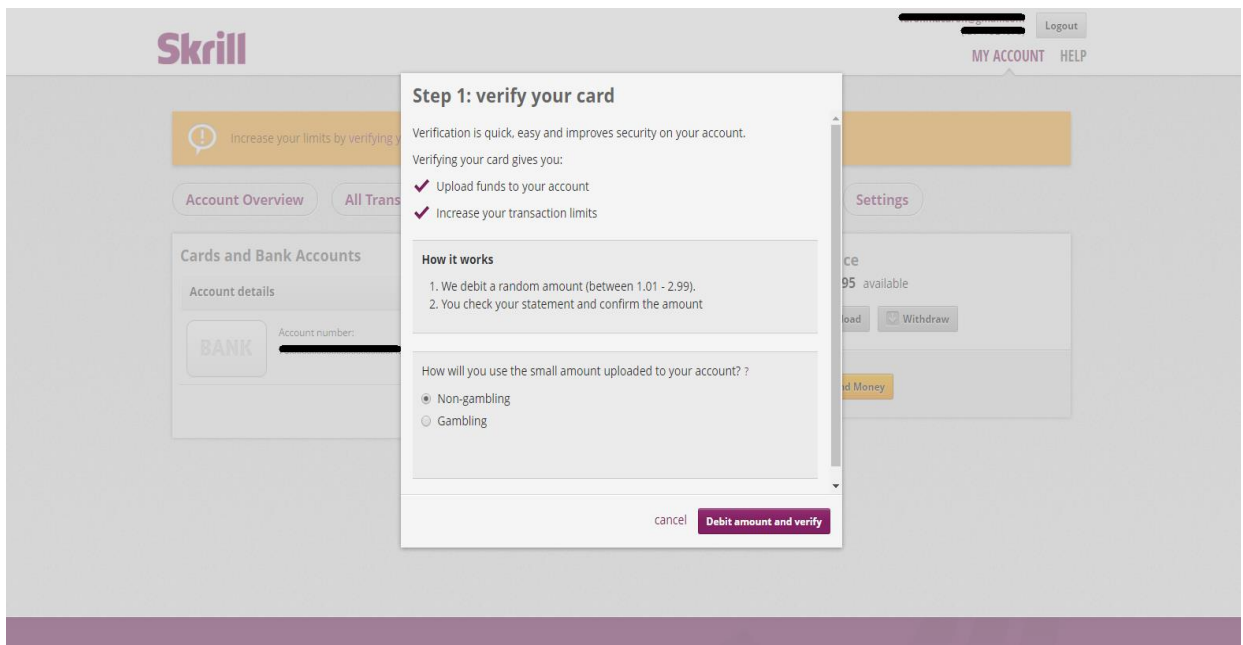 Skrill
Logout
MY ACCOUNT HELP
Step 1: verify your card
Verification is quick, easy and improves security on your account.
Verifying your card gives you:
Upload funds to your account
Increase your transaction limits
How it works
1. We debit a random amount (between 1.01 - 2.99).
2. You check your statement and confirm the amount
How will you use the small amount uploaded to your account? ?
Non-gambling
Gambling
cancel Debit amount and verify
Increase your limits by verifying
Account Overview
All Trans
Settings
Cards and Bank Accounts
Account details
BANK
Account number:
ce
95 available
load
Withdraw
nd Money